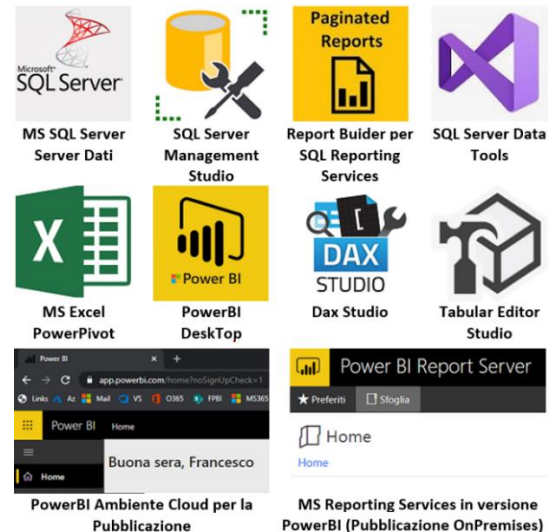 Microsoft
SQL Server
Paginated
Reports
MS SQL Server
Server Dati
SQL Server
Management
Studio
Report Buider per
SQL Reporting
Services
SQL Server Data
Tools
X
Power BI
DAX
STUDIO
MS Excel
PowerPivot
PowerBI
DeskTop
Dax Studio
Tabular Editor
Studio
Power BI
app.powerbi.com/home?noSignUpCheck=1
Links Az Mail VS O365 FPBI MS365
Power BI Home
Home
Buona sera, Francesco
Power BI Report Server
Preferiti Sfoglia
Home
Home
PowerBI Ambiente Cloud per la
Pubblicazione
MS Reporting Services in versione
PowerBI (Pubblicazione OnPremises)